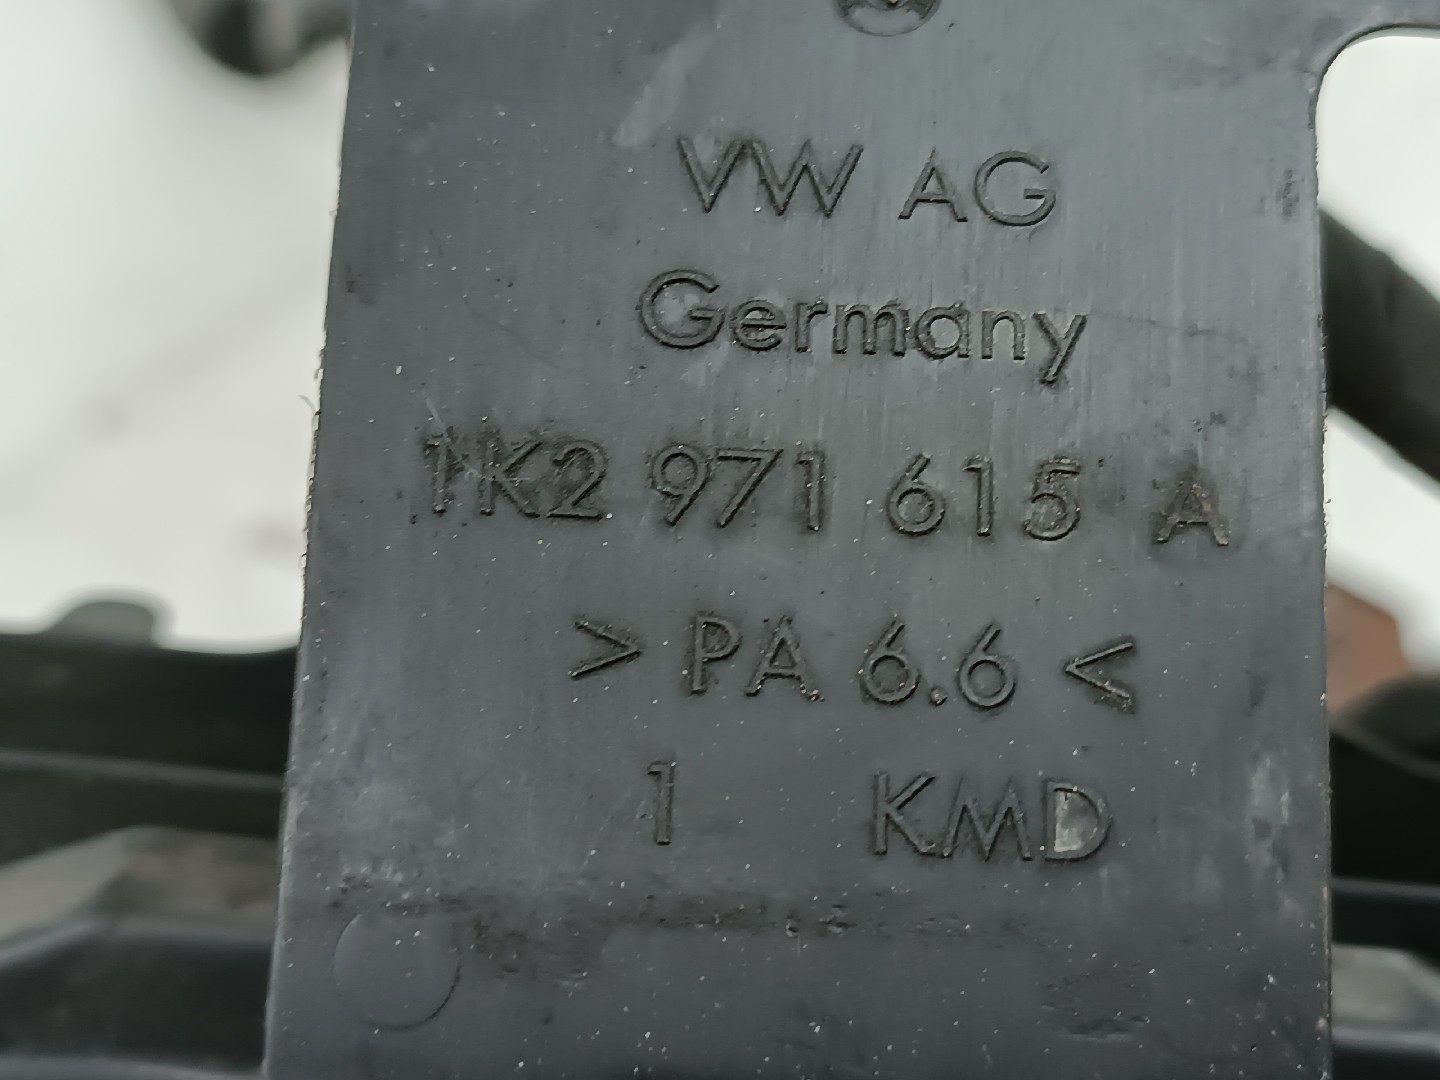 VW AG
Germany
1K2 971 615 A
> PA 6.6 <
1 KMD